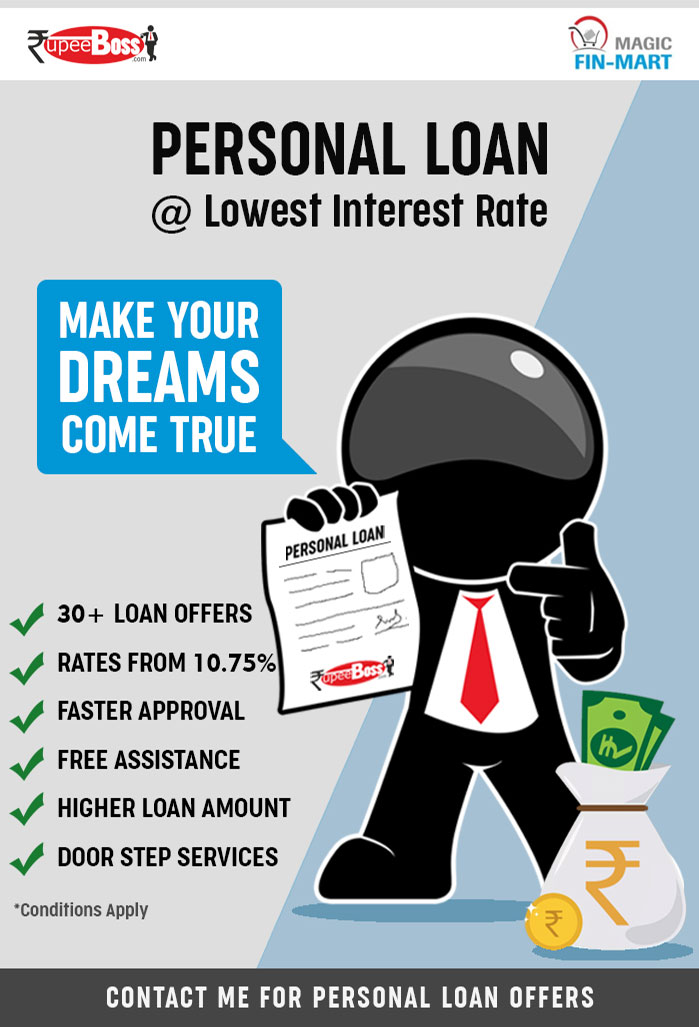 ₹upeeBoss
.com
MAGIC
FIN-MART
PERSONAL LOAN
@ Lowest Interest Rate
MAKE YOUR
DREAMS
COME TRUE
PERSONAL LOAN
₹upeeBoss
30+ LOAN OFFERS
RATES FROM 10.75%
FASTER APPROVAL
FREE ASSISTANCE
HIGHER LOAN AMOUNT
DOOR STEP SERVICES
₹
₹
*Conditions Apply
CONTACT ME FOR PERSONAL LOAN OFFERS